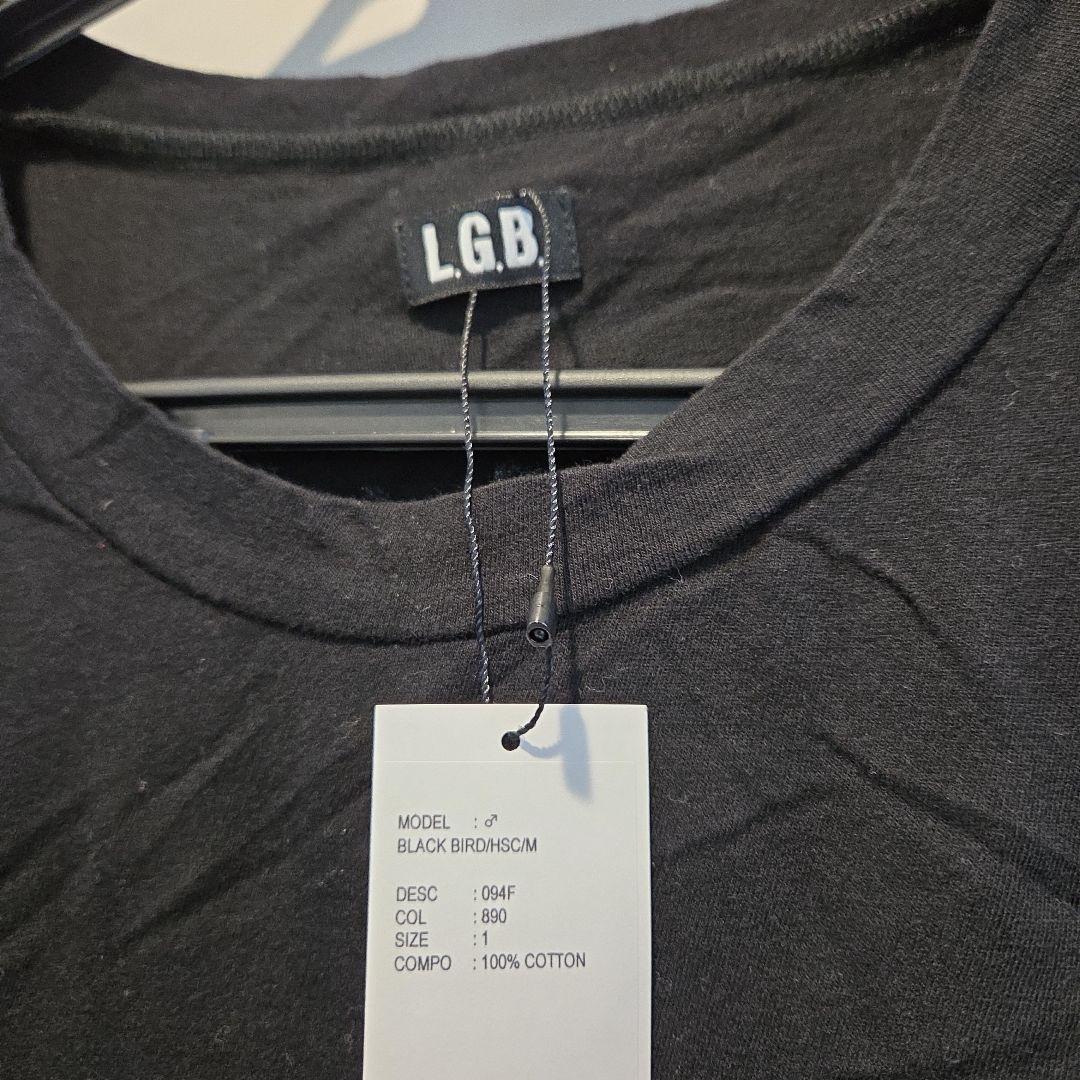 L.G.B.
MODEL : ♂
BLACK BIRD/HSC/M
DESC : 094F
COL : 890
SIZE : 1
COMPO : 100% COTTON